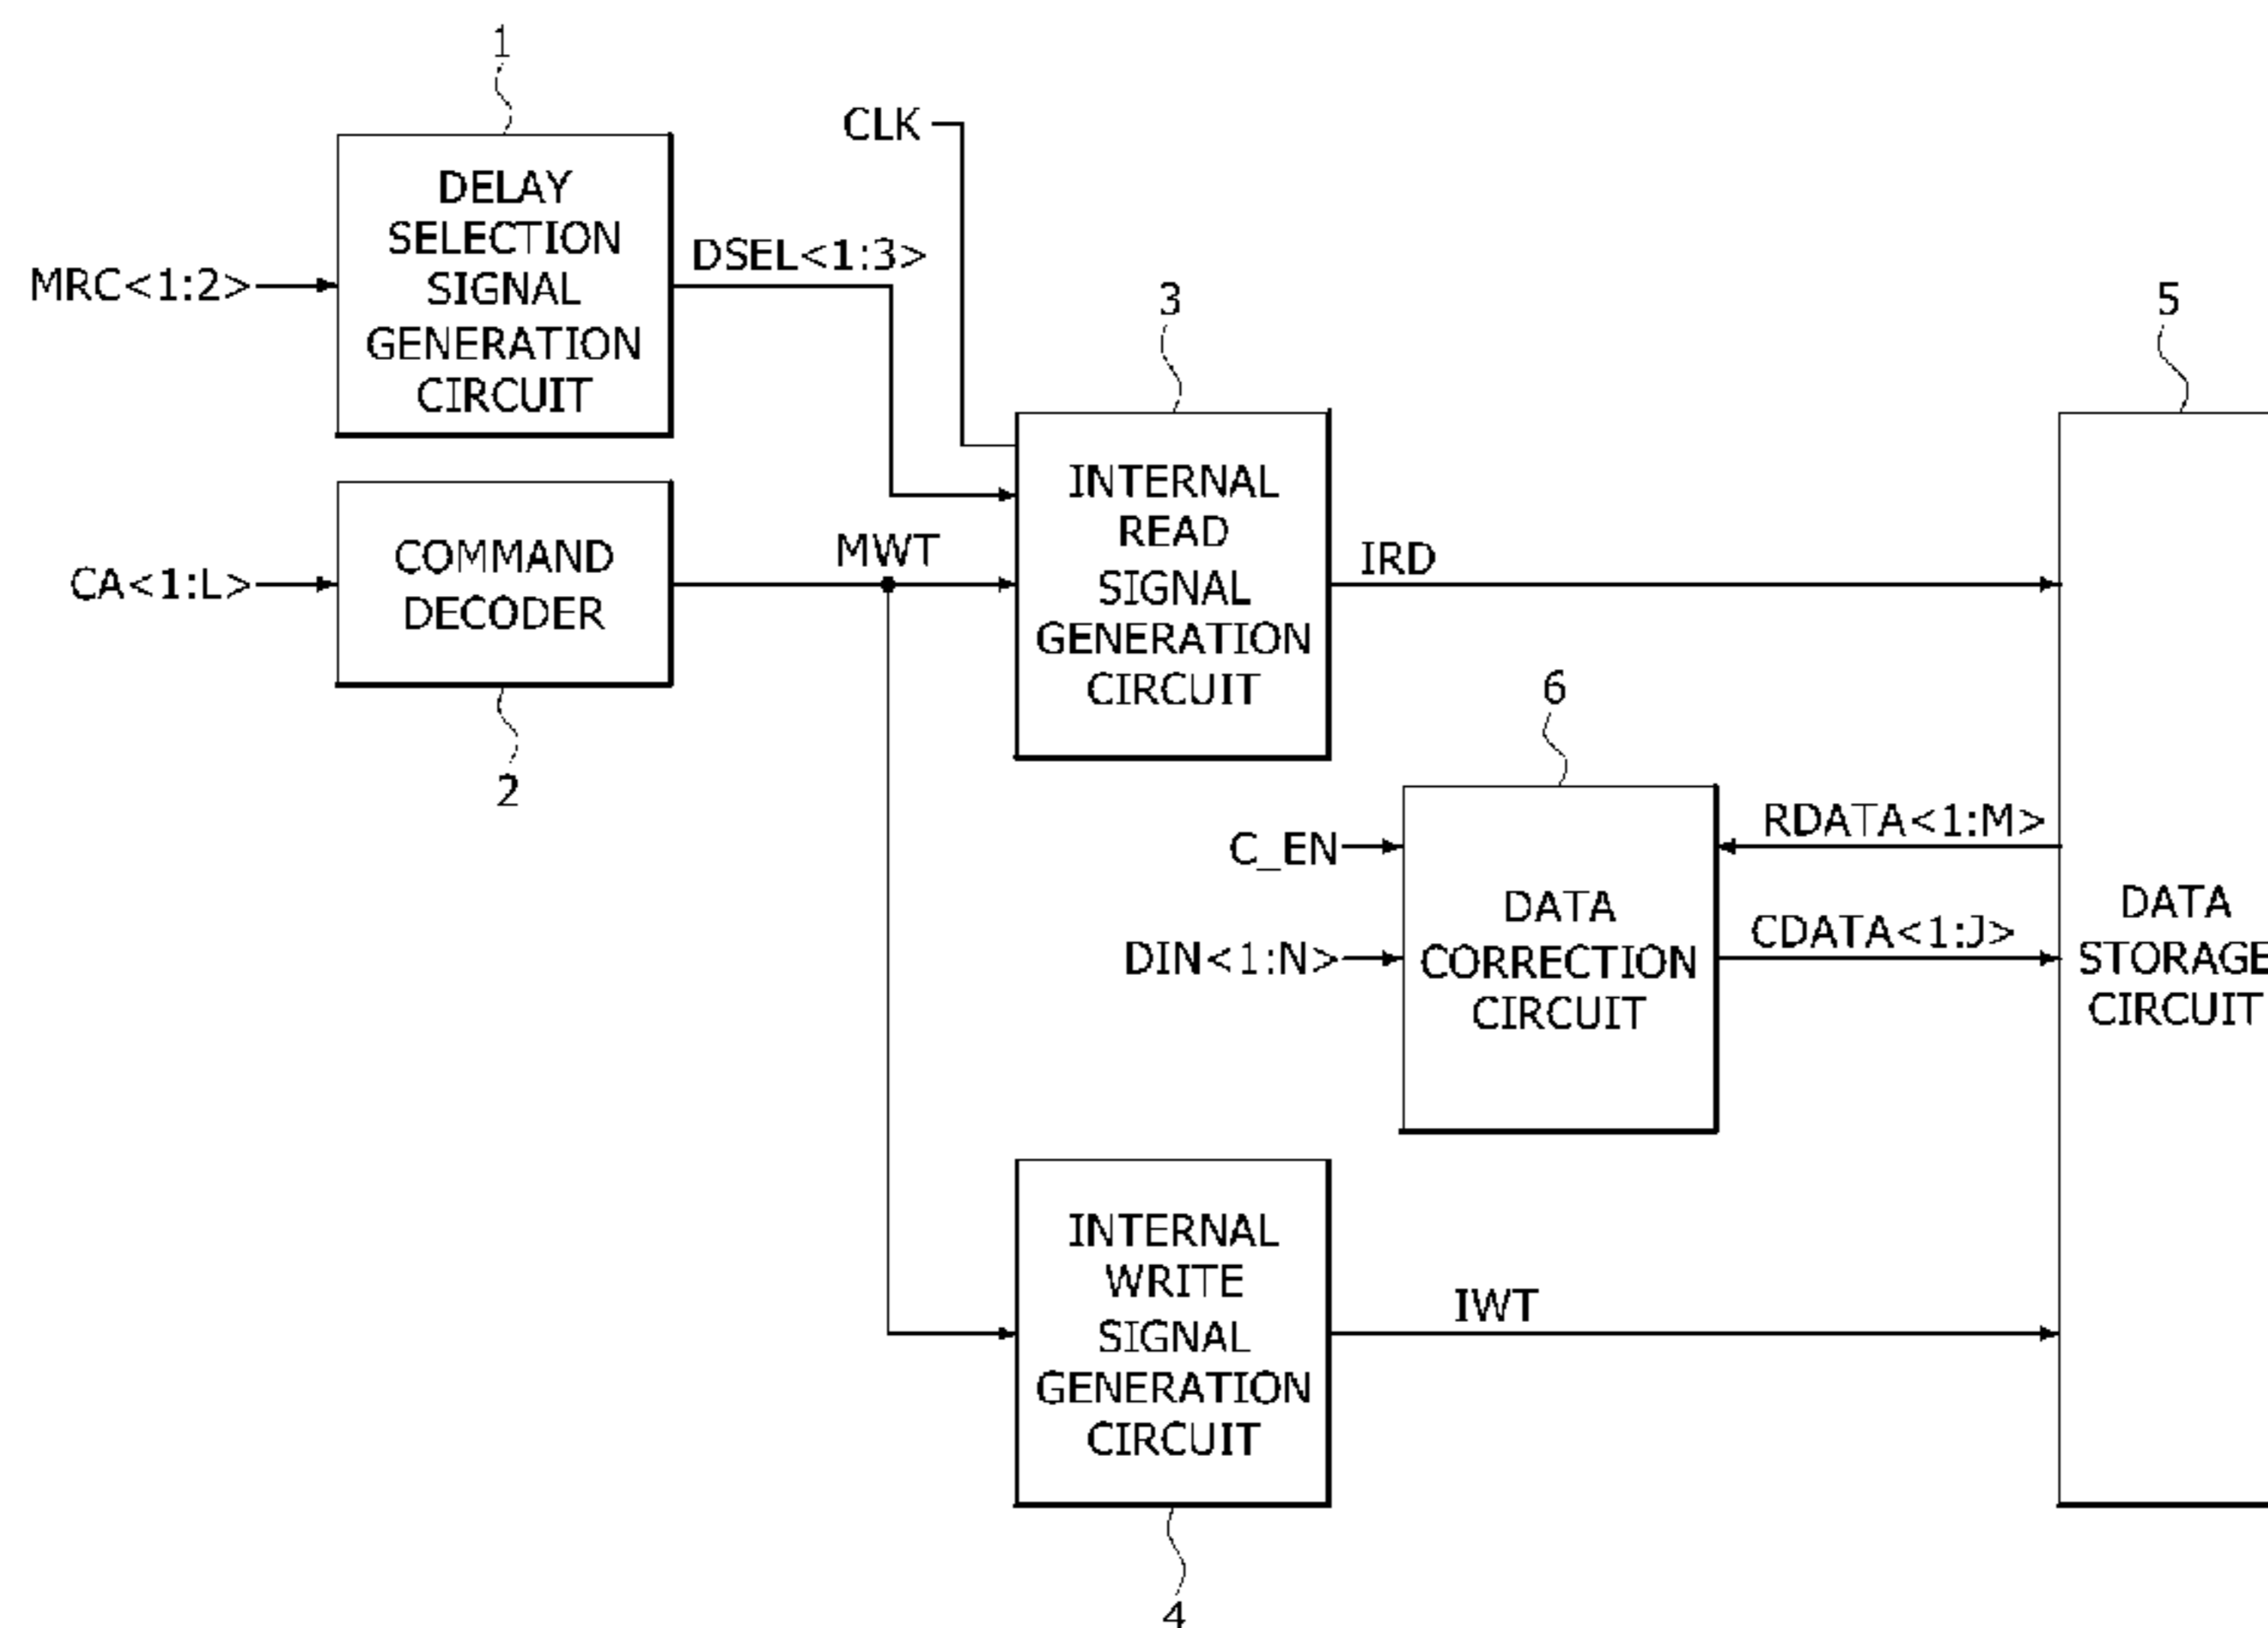 1
CLK
DELAY
SELECTION
SIGNAL
GENERATION
CIRCUIT
MRC<1:2>
DSEL<1:3>
3
5
CA<1:L>
COMMAND
DECODER
MWT
INTERNAL
READ
SIGNAL
GENERATION
CIRCUIT
IRD
2
6
C_EN
RDATA<1:M>
DIN<1:N>
DATA
CORRECTION
CIRCUIT
CDATA<1:J>
DATA
STORAGE
CIRCUIT
INTERNAL
WRITE
SIGNAL
GENERATION
CIRCUIT
IWT
4